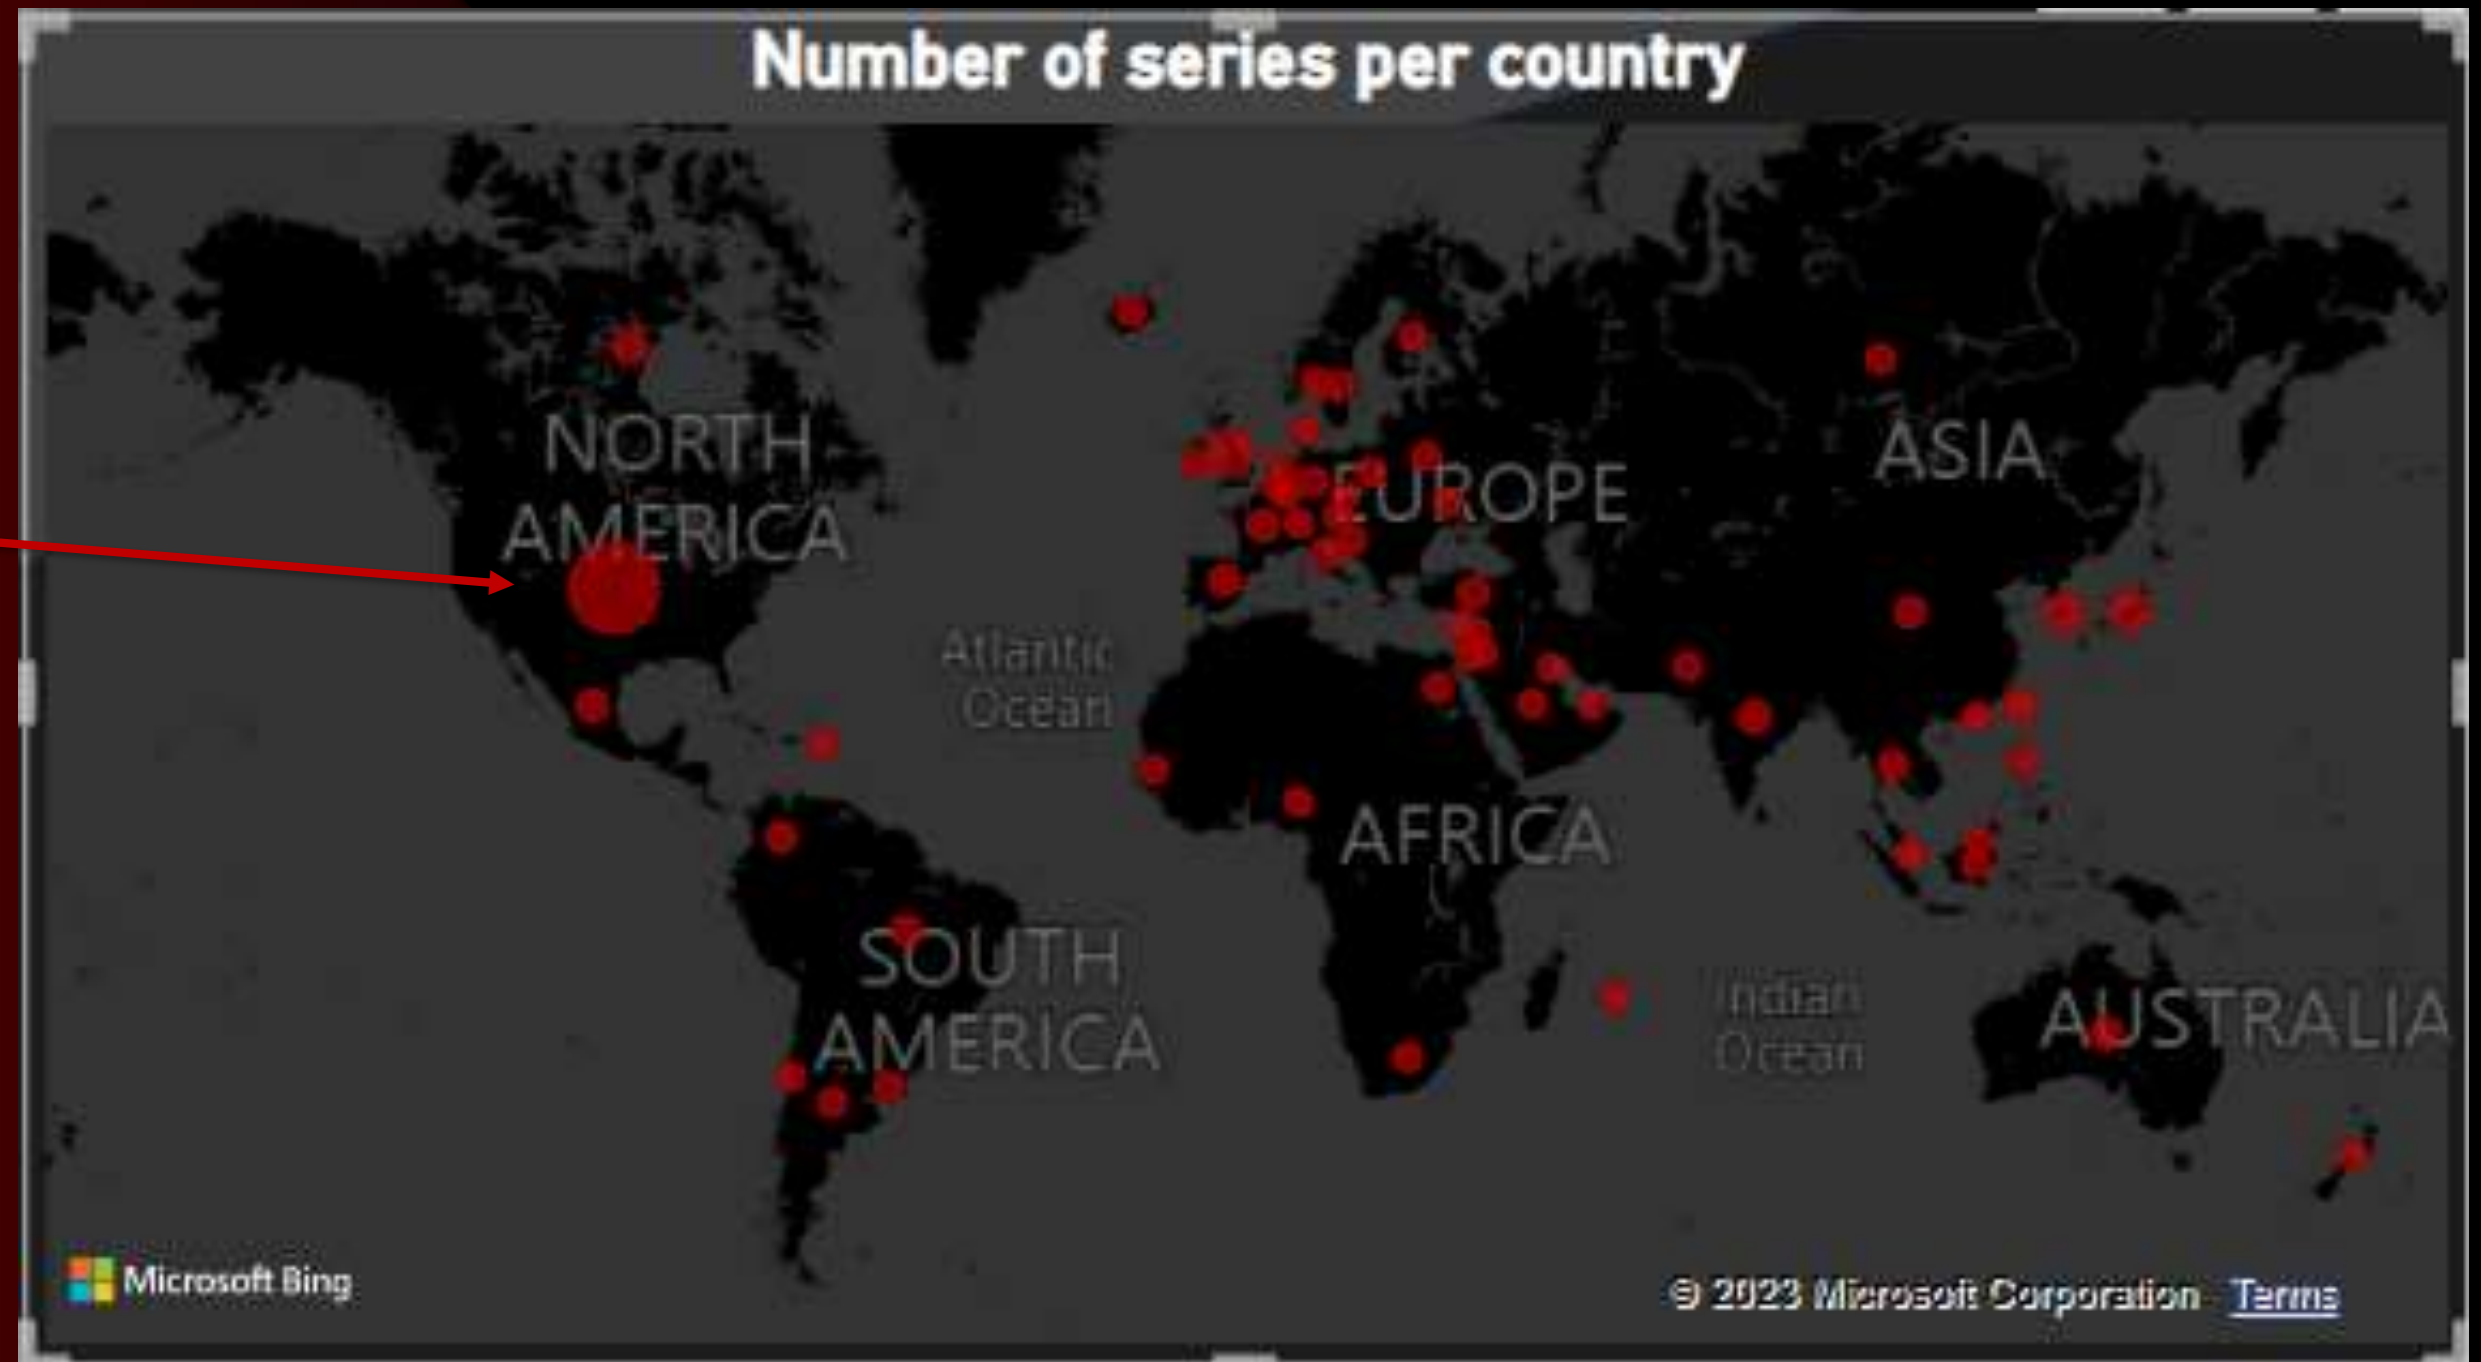 Number of series per country
NORTH
AMERICA
ASIA
EUROPE
Atlantic
Ocean
AFRICA
SOUTH
AMERICA
Indian
Ocean
AUSTRALIA
Microsoft Bing
© 2023 Microsoft Corporation Terms